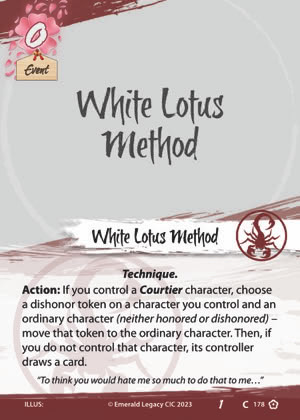 0
Event
White Lotus
Method
White Lotus Method
Technique.
Action: If you control a Courtier character, choose
a dishonor token on a character you control and an
ordinary character (neither honored or dishonored) –
move that token to the ordinary character. Then, if
you do not control that character, its controller
draws a card.
"To think you would hate me so much to do that to me…"
ILLUS: © Emerald Legacy CIC 2023 1 C 178